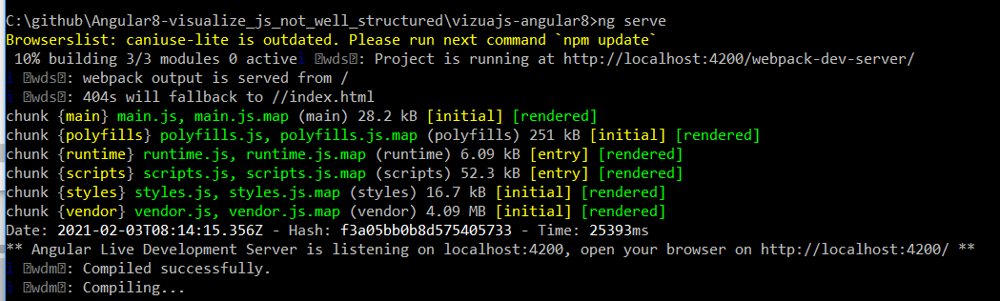 C:\github\Angular8-visualize_js_not_well_structured\vizuajs-angular8>ng serve
Browserslist: caniuse-lite is outdated. Please run next command `npm update`
10% building 3/3 modules 0 activei ｢wds｣: Project is running at http://localhost:4200/webpack-dev-server/
i ｢wds｣: webpack output is served from /
i ｢wds｣: 404s will fallback to //index.html
chunk {main} main.js, main.js.map (main) 28.2 kB [initial] [rendered]
chunk {polyfills} polyfills.js, polyfills.js.map (polyfills) 251 kB [initial] [rendered]
chunk {runtime} runtime.js, runtime.js.map (runtime) 6.09 kB [entry] [rendered]
chunk {scripts} scripts.js, scripts.js.map (scripts) 52.3 kB [entry] [rendered]
chunk {styles} styles.js, styles.js.map (styles) 16.7 kB [initial] [rendered]
chunk {vendor} vendor.js, vendor.js.map (vendor) 4.09 MB [initial] [rendered]
Date: 2021-02-03T08:14:15.356Z - Hash: f3a05bb0b8d575405733 - Time: 25393ms
** Angular Live Development Server is listening on localhost:4200, open your browser on http://localhost:4200/ **
i ｢wdm｣: Compiled successfully.
i ｢wdm｣: Compiling...